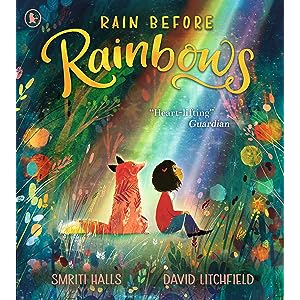 RAIN BEFORE
Rainbows
"Heart-lifting"
Guardian
SMRITI HALLS DAVID LITCHFIELD